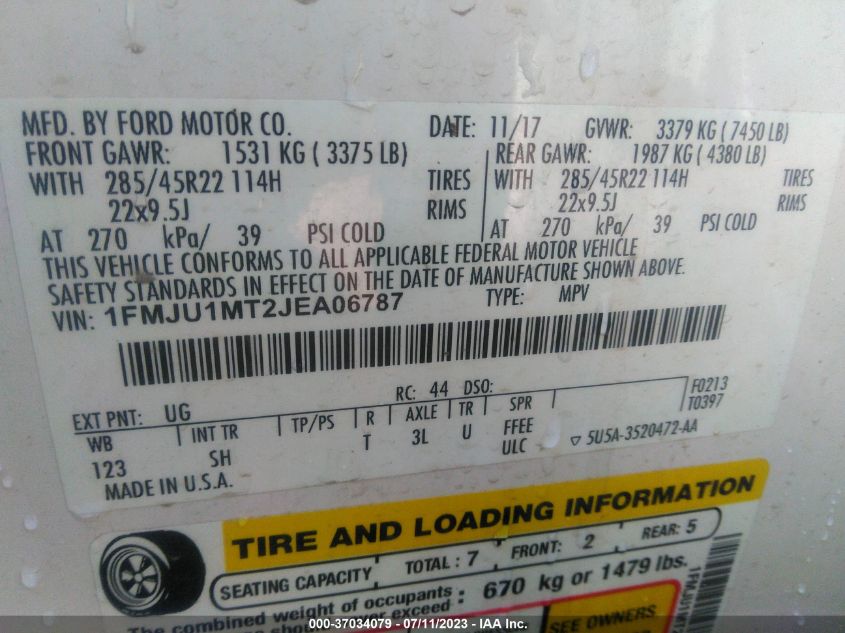 MFD. BY FORD MOTOR CO. DATE: 11/17 GVWR: 3379 KG ( 7450 LB)
FRONT GAWR: 1531 KG ( 3375 LB) REAR GAWR: 1987 KG ( 4380 LB)
WITH 285/45R22 114H TIRES WITH 285/45R22 114H TIRES
22x9.5J RIMS 22x9.5J RIMS
AT 270 kPa/ 39 PSI COLD AT 270 kPa/ 39 PSI COLD
THIS VEHICLE CONFORMS TO ALL APPLICABLE FEDERAL MOTOR VEHICLE
SAFETY STANDARDS IN EFFECT ON THE DATE OF MANUFACTURE SHOWN ABOVE.
VIN: 1FMJU1MT2JEA06787 TYPE: MPV
RC: 44 DSO: F0213
EXT PNT: UG T0397
WB INT TR TP/PS R AXLE TR SPR
123 SH T 3L U FFEE
ULC ▽ 5U5A-3520472-AA
MADE IN U.S.A.
TIRE AND LOADING INFORMATION
SEATING CAPACITY TOTAL : 7 FRONT: 2 REAR: 5
The combined weight of occupants : 670 kg or 1479 lbs.
exceed
SEE OWNERS
000-37034079 - 07/11/2023 - IAA Inc.